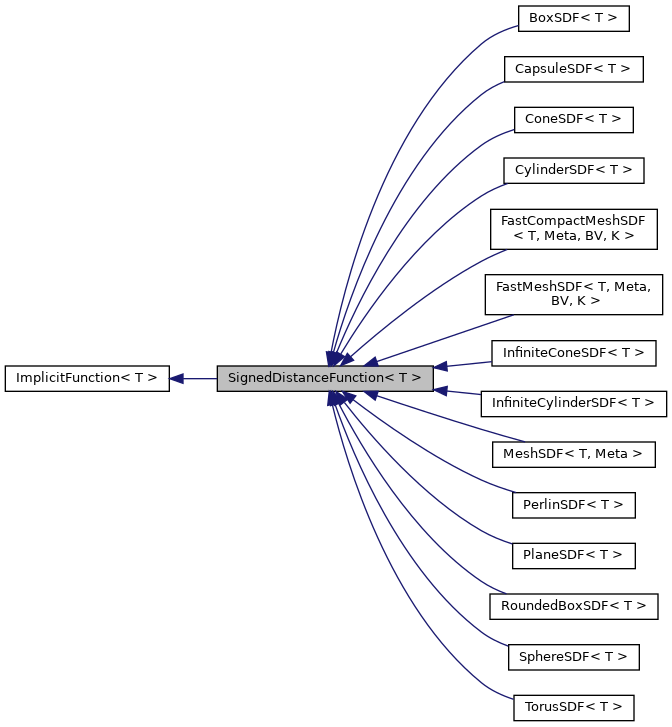 BoxSDF< T >
CapsuleSDF< T >
ConeSDF< T >
CylinderSDF< T >
FastCompactMeshSDF
< T, Meta, BV, K >
FastMeshSDF< T, Meta,
BV, K >
InfiniteConeSDF< T >
ImplicitFunction< T >
SignedDistanceFunction< T >
InfiniteCylinderSDF< T >
MeshSDF< T, Meta >
PerlinSDF< T >
PlaneSDF< T >
RoundedBoxSDF< T >
SphereSDF< T >
TorusSDF< T >